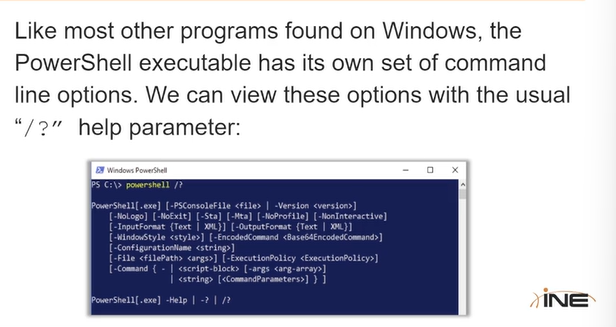 Like most other programs found on Windows, the
PowerShell executable has its own set of command
line options. We can view these options with the usual
“/?” help parameter:
Windows PowerShell
PS C:\> powershell /?
PowerShell[.exe] [-PSConsoleFile <file> | -Version <version>]
[-NoLogo] [-NoExit] [-Sta] [-Mta] [-NoProfile] [-NonInteractive]
[-InputFormat {Text | XML}] [-OutputFormat {Text | XML}]
[-WindowStyle <style>] [-EncodedCommand <Base64EncodedCommand>]
[-ConfigurationName <string>]
[-File <filePath> <args>] [-ExecutionPolicy <ExecutionPolicy>]
[-Command { - | <script-block> [-args <arg-array>]
| <string> [<CommandParameters>] } ]
PowerShell[.exe] -Help | -? | /?
INE